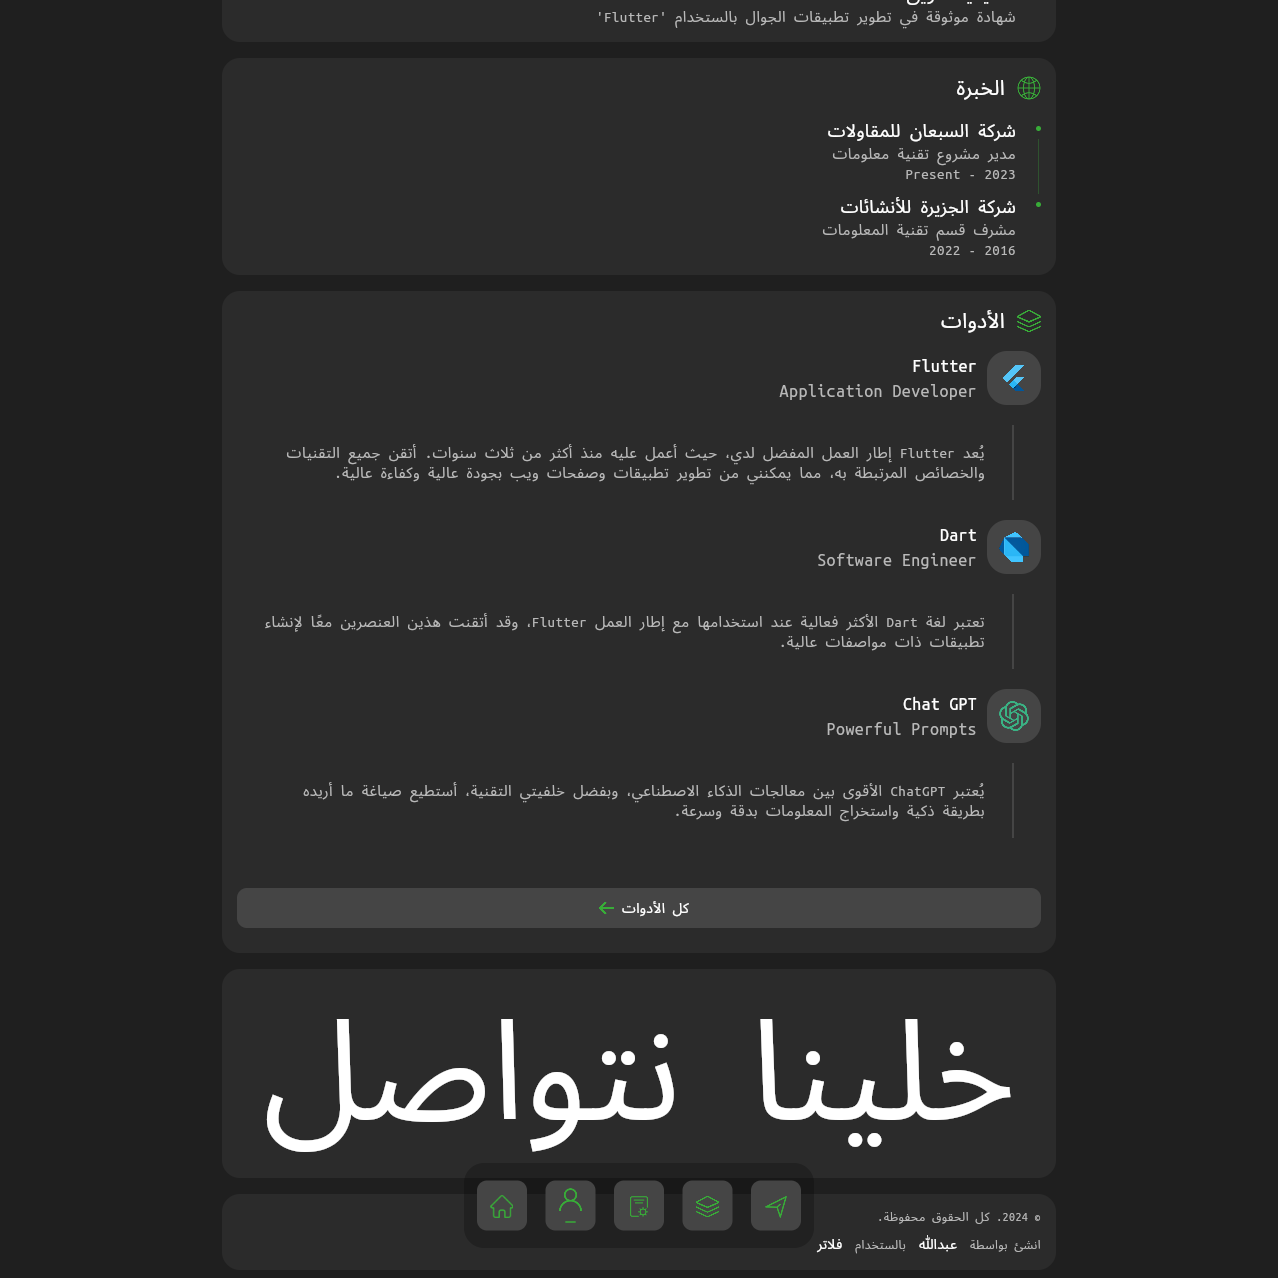 شهادة موثوقة في تطوير تطبيقات الجوال بالستخدام 'Flutter'
الخبرة
شركة السبعان للمقاولات
مدير مشروع تقنية معلومات
2023 - Present
شركة الجزيرة للأنشائات
مشرف قسم تقنية المعلومات
2016 - 2022
الأدوات
Flutter
Application Developer
يُعد Flutter إطار العمل المفضل لدي، حيث أعمل عليه منذ أكثر من ثلاث سنوات. أتقن جميع التقنيات
والخصائص المرتبطة به، مما يمكنني من تطوير تطبيقات وصفحات ويب بجودة عالية وكفاءة عالية.
Dart
Software Engineer
تعتبر لغة Dart الأكثر فعالية عند استخدامها مع إطار العمل Flutter، وقد أتقنت هذين العنصرين معًا لإنشاء
تطبيقات ذات مواصفات عالية.
Chat GPT
Powerful Prompts
يُعتبر ChatGPT الأقوى بين معالجات الذكاء الاصطناعي، وبفضل خلفيتي التقنية، أستطيع صياغة ما أريده
بطريقة ذكية واستخراج المعلومات بدقة وسرعة.
كل الأدوات
خلينا نتواصل
© 2024. كل الحقوق محفوظة.
انشئ بواسطة عبدالله بالستخدام فلاتر